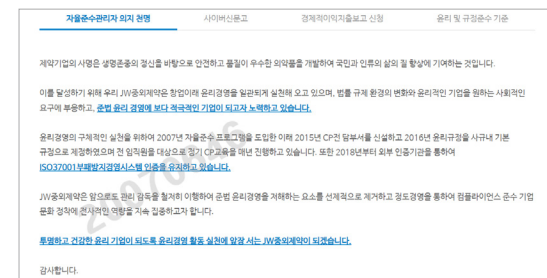 자율준수관리자 의지 천명 사이버신문고 경제적이익지출보고 신청 윤리 및 규정준수 기준
제약기업의 사명은 생명존중의 정신을 바탕으로 안전하고 품질이 우수한 의약품을 개발하여 국민과 인류의 삶의 질 향상에 기여하는 것입니다.
이를 달성하기 위해 우리 JW중외제약은 창업이래 윤리경영을 일관되게 실천해 오고 있으며, 법률 규제 환경의 변화와 윤리적인 기업을 원하는 사회적인
요구에 부응하고, 준법 윤리 경영에 보다 적극적인 기업이 되고자 노력하고 있습니다.
윤리경영의 구체적인 실천을 위하여 2007년 자율준수 프로그램을 도입한 이래 2015년 CP전 담부서를 신설하고 2016년 윤리규정을 사규내 기본
규정으로 제정하였으며 전 임직원을 대상으로 정기 CP교육을 매년 진행하고 있습니다. 또한 2018년부터 외부 인증기관을 통하여
ISO37001부패방지경영시스템 인증을 유지하고 있습니다.
JW중외제약은 앞으로도 관리 감독을 철저히 이행하여 준법 윤리경영을 저해하는 요소를 선제적으로 제거하고 정도경영을 통하여 컴플라이언스 준수 기업
문화 정착에 전사적인 역량을 지속 집중하고자 합니다.
투명하고 건강한 윤리 기업이 되도록 윤리경영 활동 실천에 앞장 서는 JW중외제약이 되겠습니다.
감사합니다.
20070846